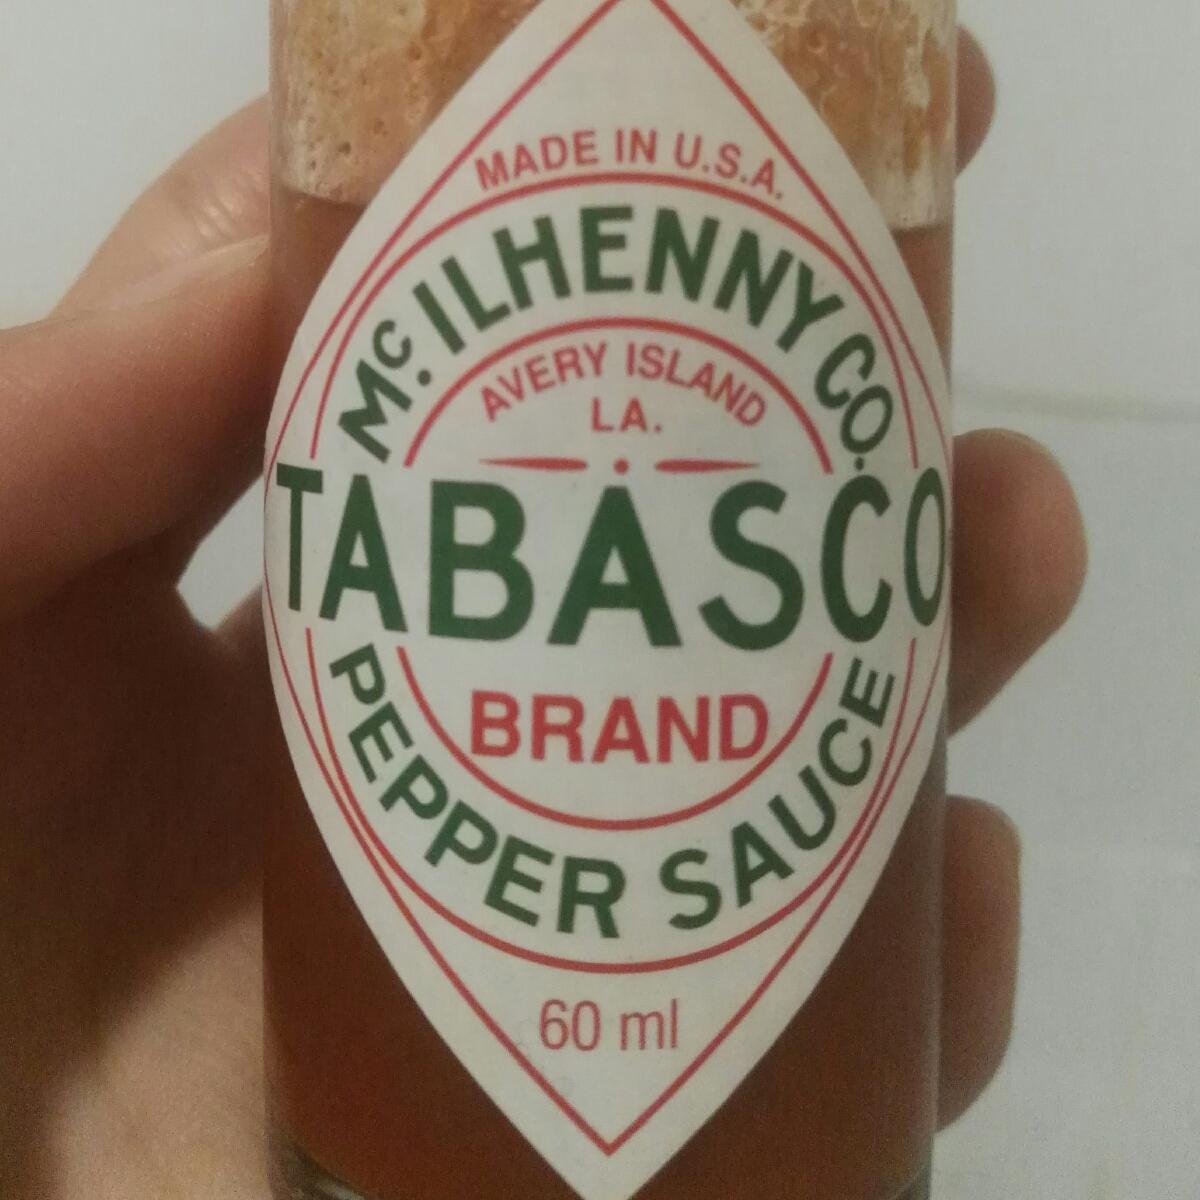 MADE IN U.S.A.
Mc. ILHENNY CO.
AVERY ISLAND
LA.
TABASCO
BRAND
PEPPER SAUCE
60 ml